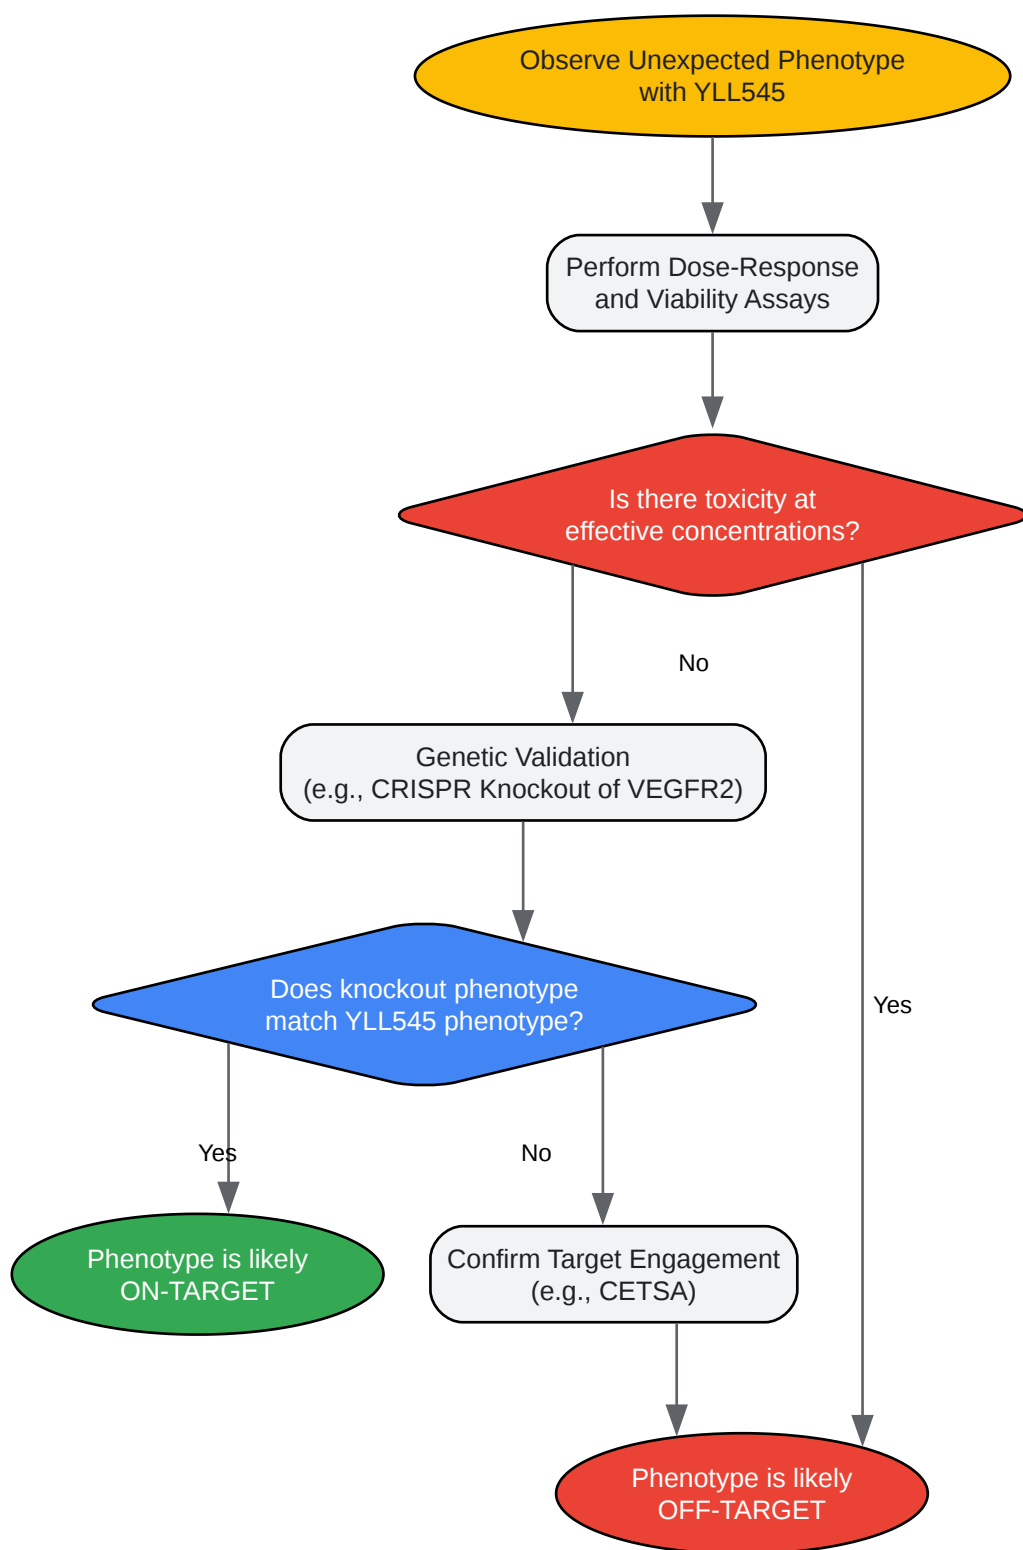 Observe Unexpected Phenotype
with YLL545
Perform Dose-Response
and Viability Assays
Is there toxicity at
effective concentrations?
No
Genetic Validation
(e.g., CRISPR Knockout of VEGFR2)
Does knockout phenotype
match YLL545 phenotype?
Yes
Yes
No
Phenotype is likely
ON-TARGET
Confirm Target Engagement
(e.g., CETSA)
Phenotype is likely
OFF-TARGET